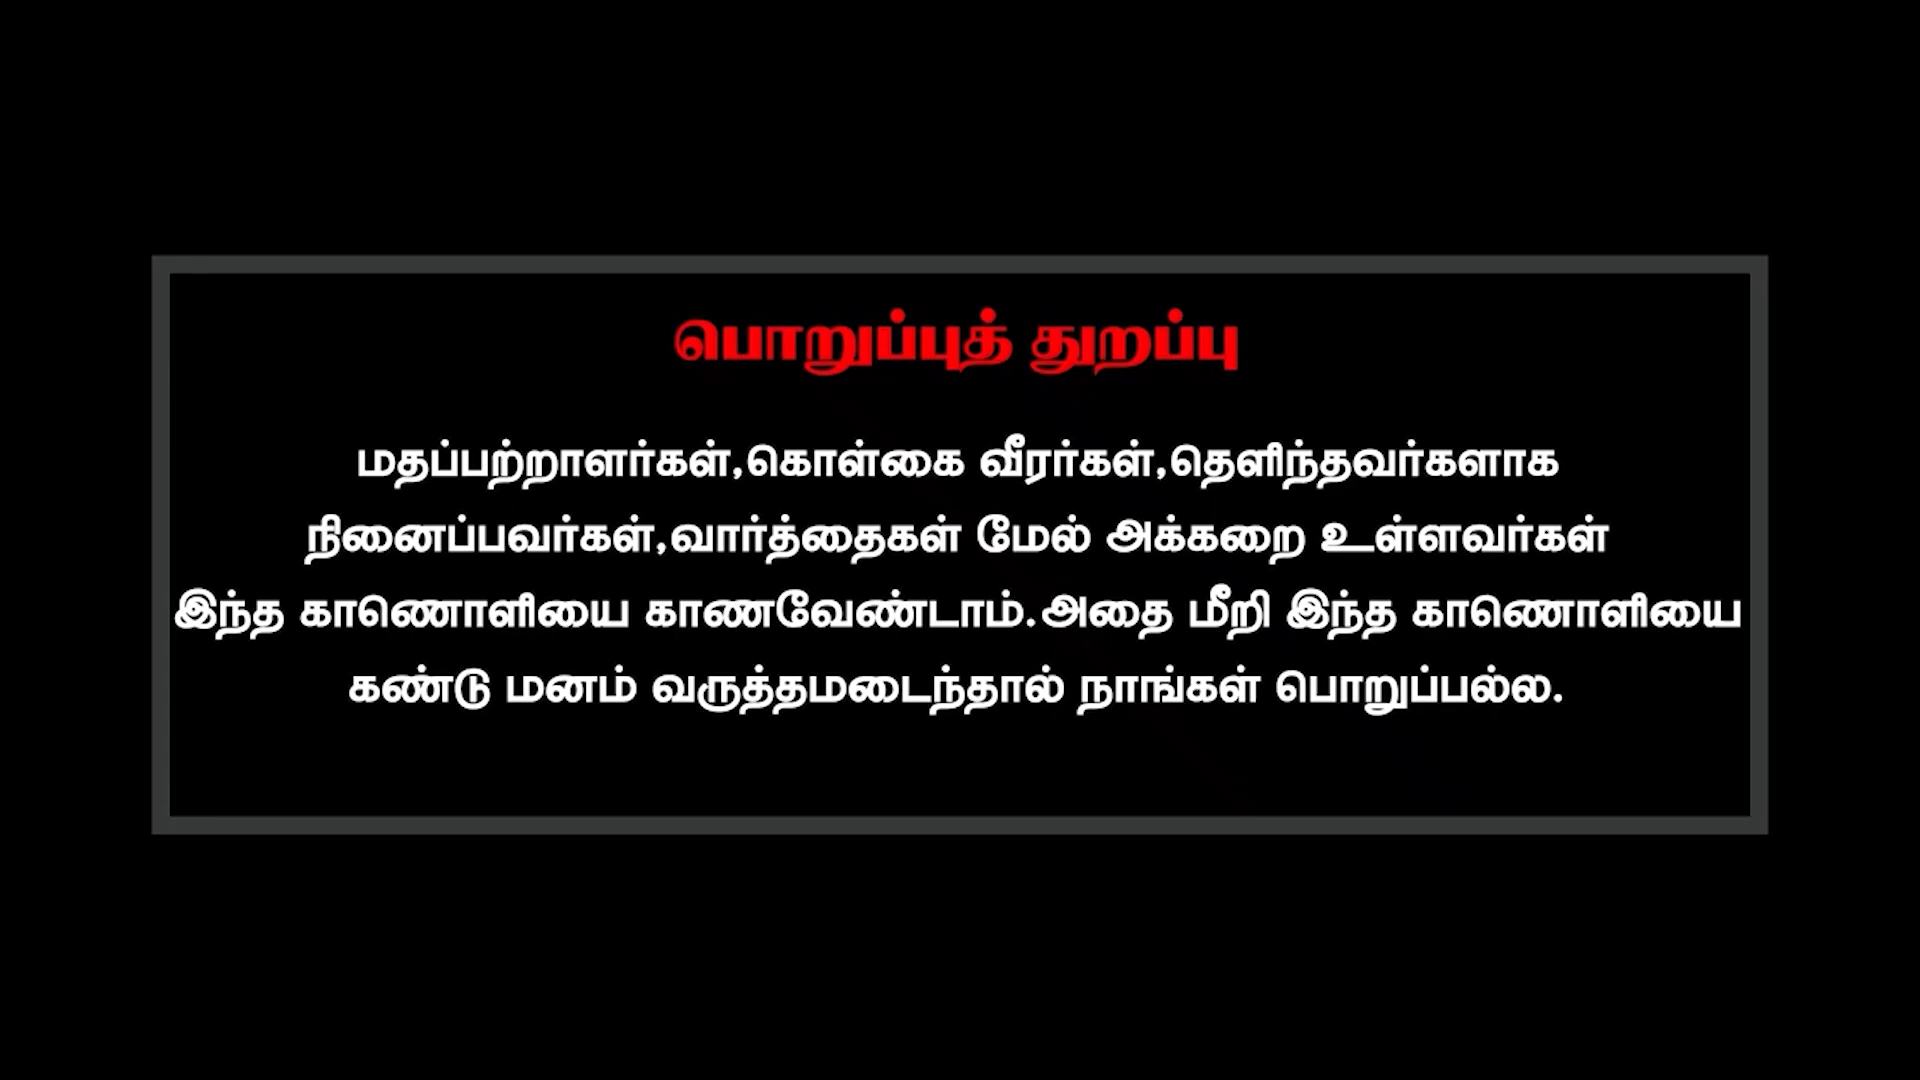 பொறுப்புத் துறப்பு
மதப்பற்றாளர்கள்,கொள்கை வீரர்கள்,தெளிந்தவர்களாக
நினைப்பவர்கள்,வார்த்தைகள் மேல் அக்கறை உள்ளவர்கள்
இந்த காணொளியை காணவேண்டாம்.அதை மீறி இந்த காணொளியை
கண்டு மனம் வருத்தமடைந்தால் நாங்கள் பொறுப்பல்ல.